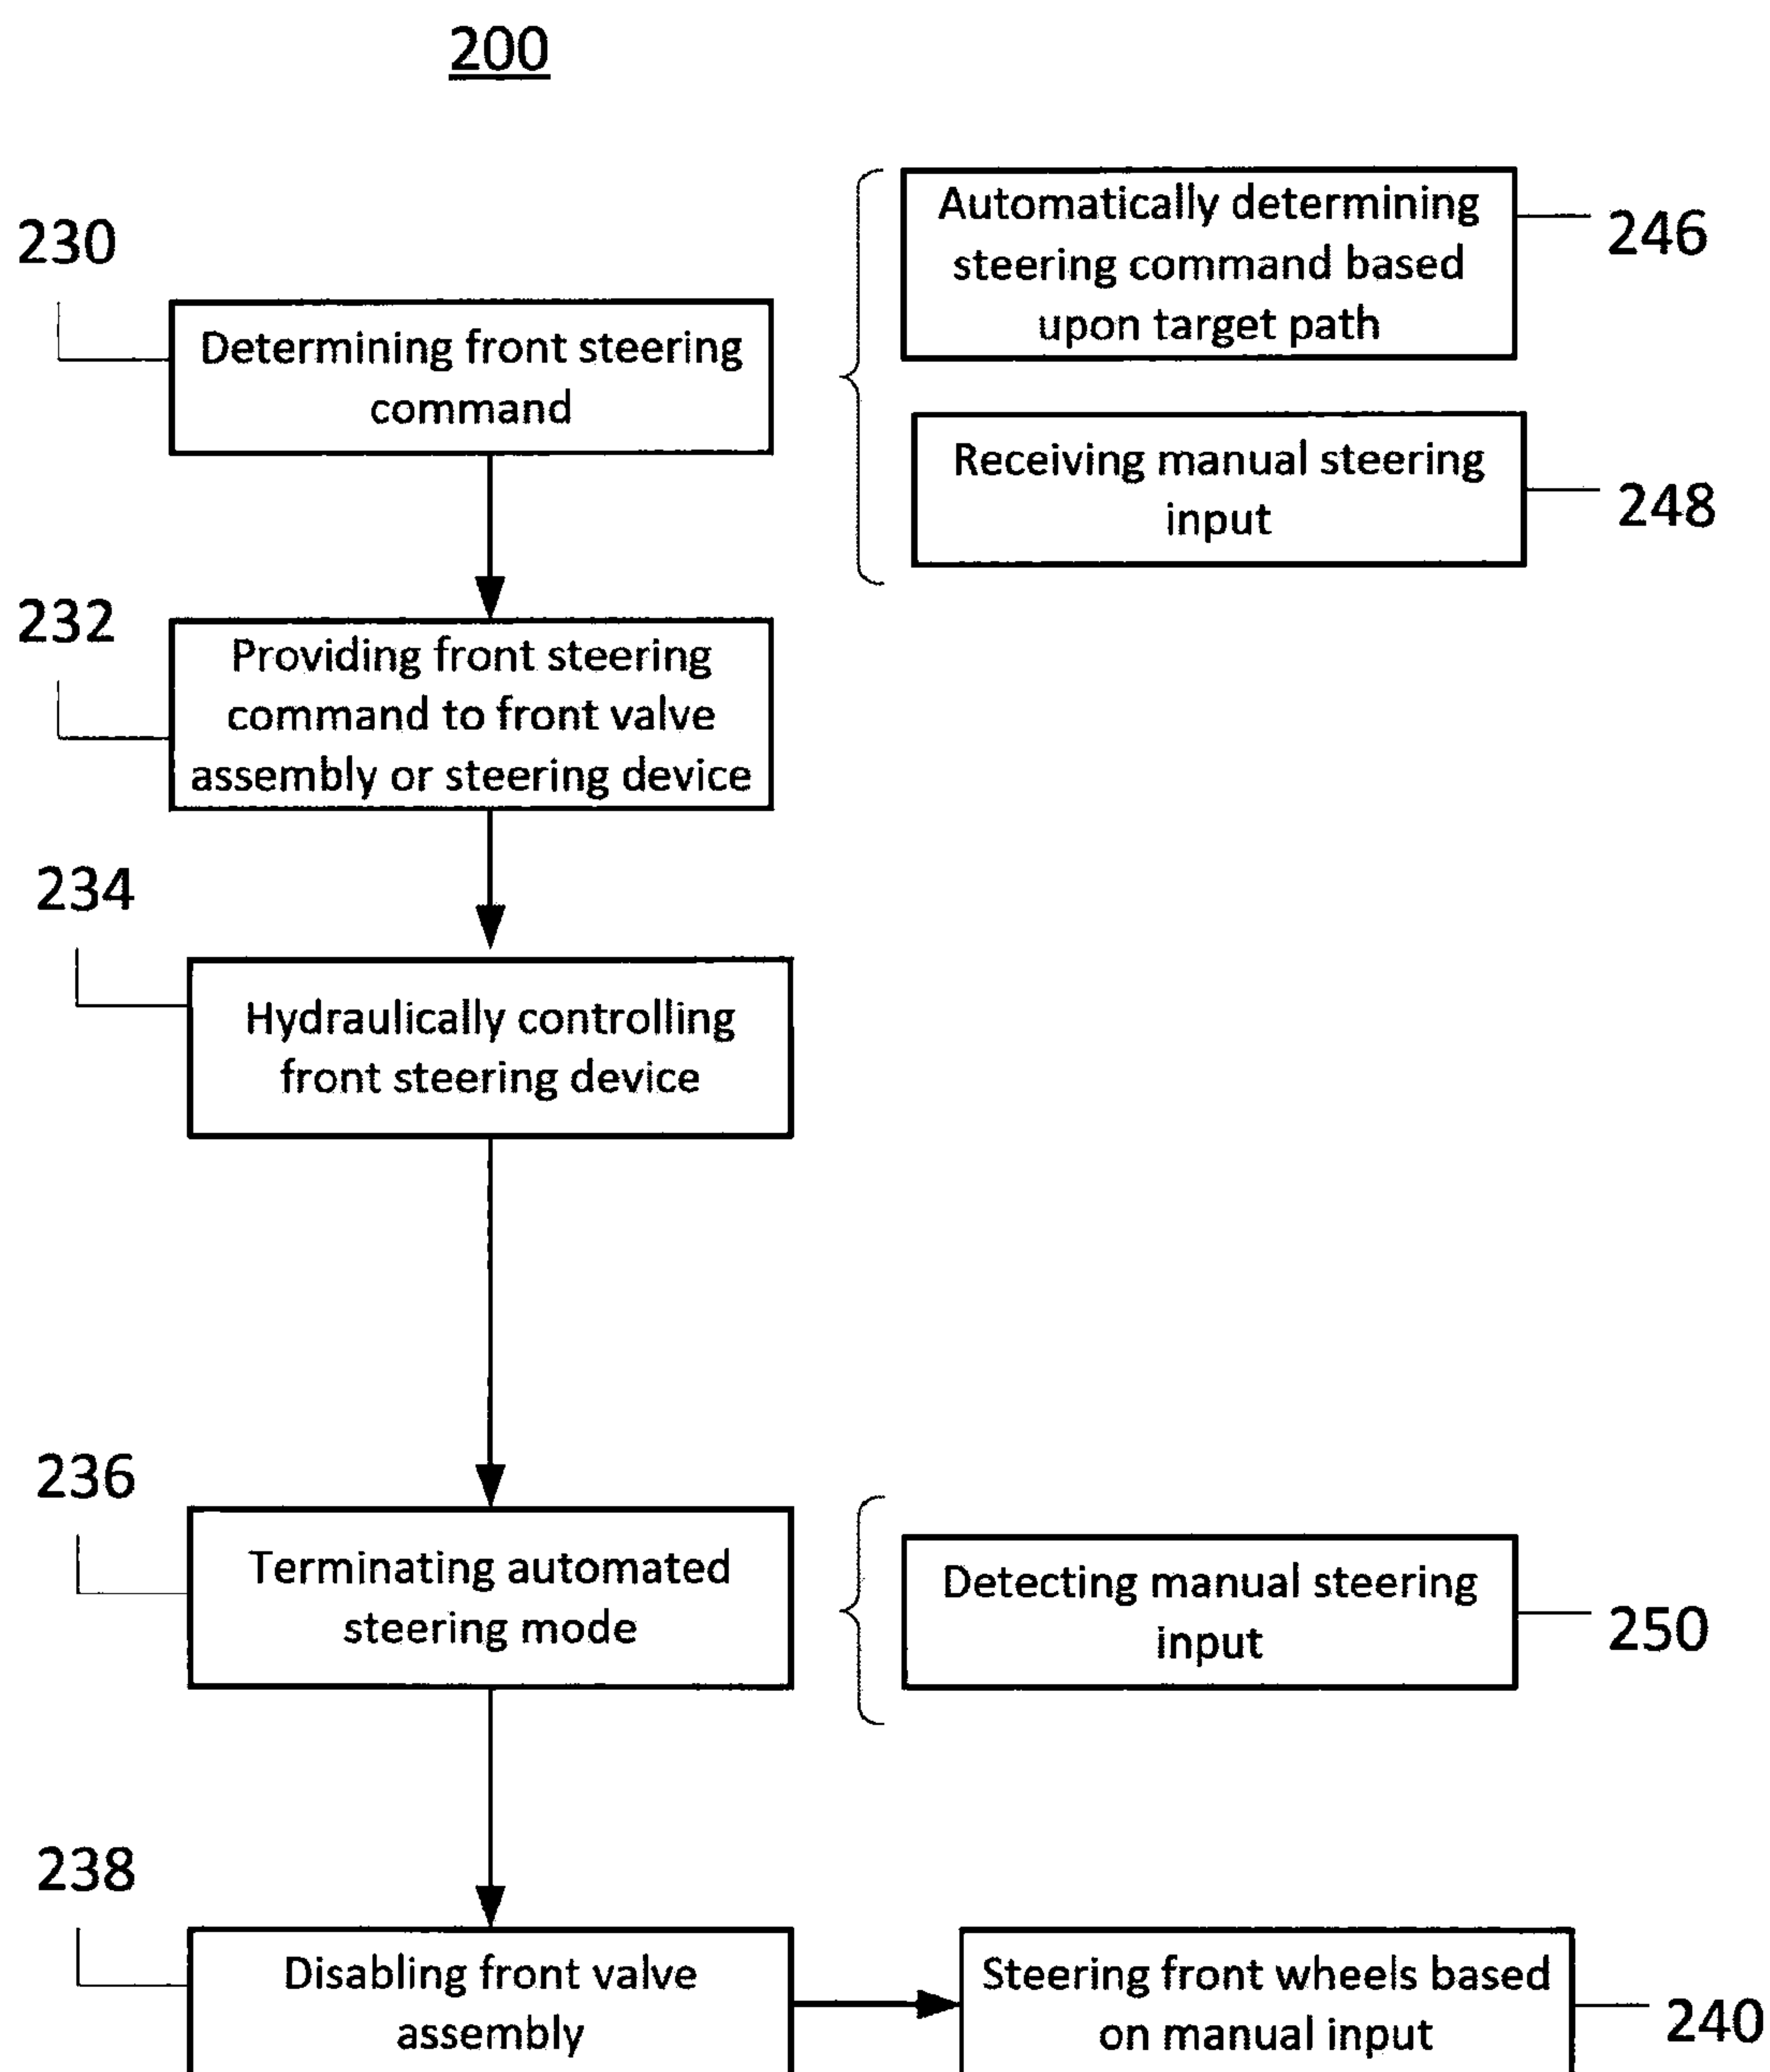 200
230
Determining front steering
command
Automatically determining
steering command based
upon target path
246
Receiving manual steering
input
248
232
Providing front steering
command to front valve
assembly or steering device
234
Hydraulically controlling
front steering device
236
Terminating automated
steering mode
Detecting manual steering
input
250
238
Disabling front valve
assembly
Steering front wheels based
on manual input
240